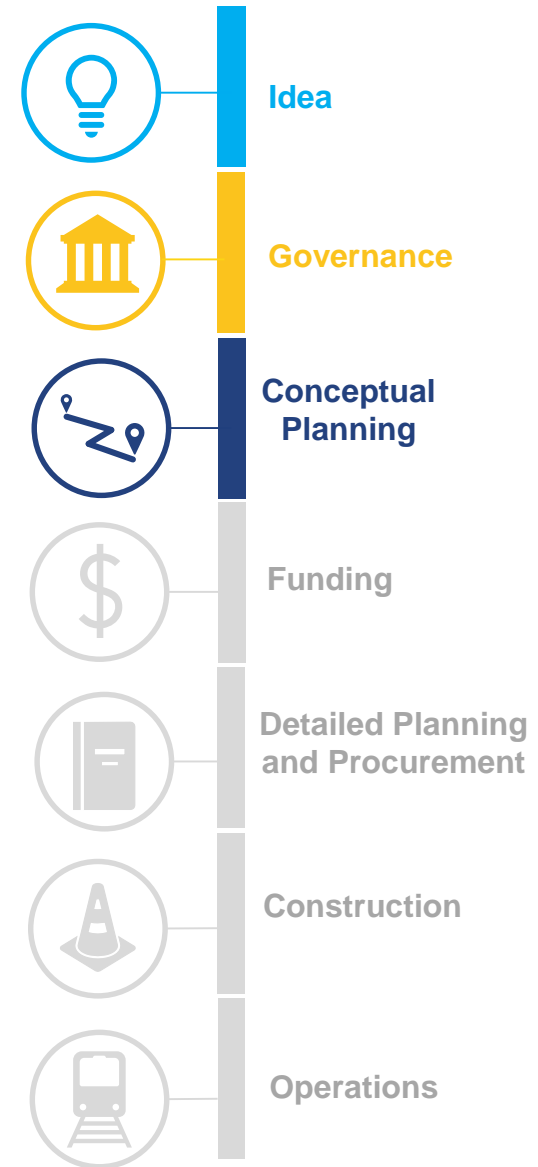 Idea
Governance
Conceptual
Planning
$
Funding
Detailed Planning
and Procurement
Construction
Operations